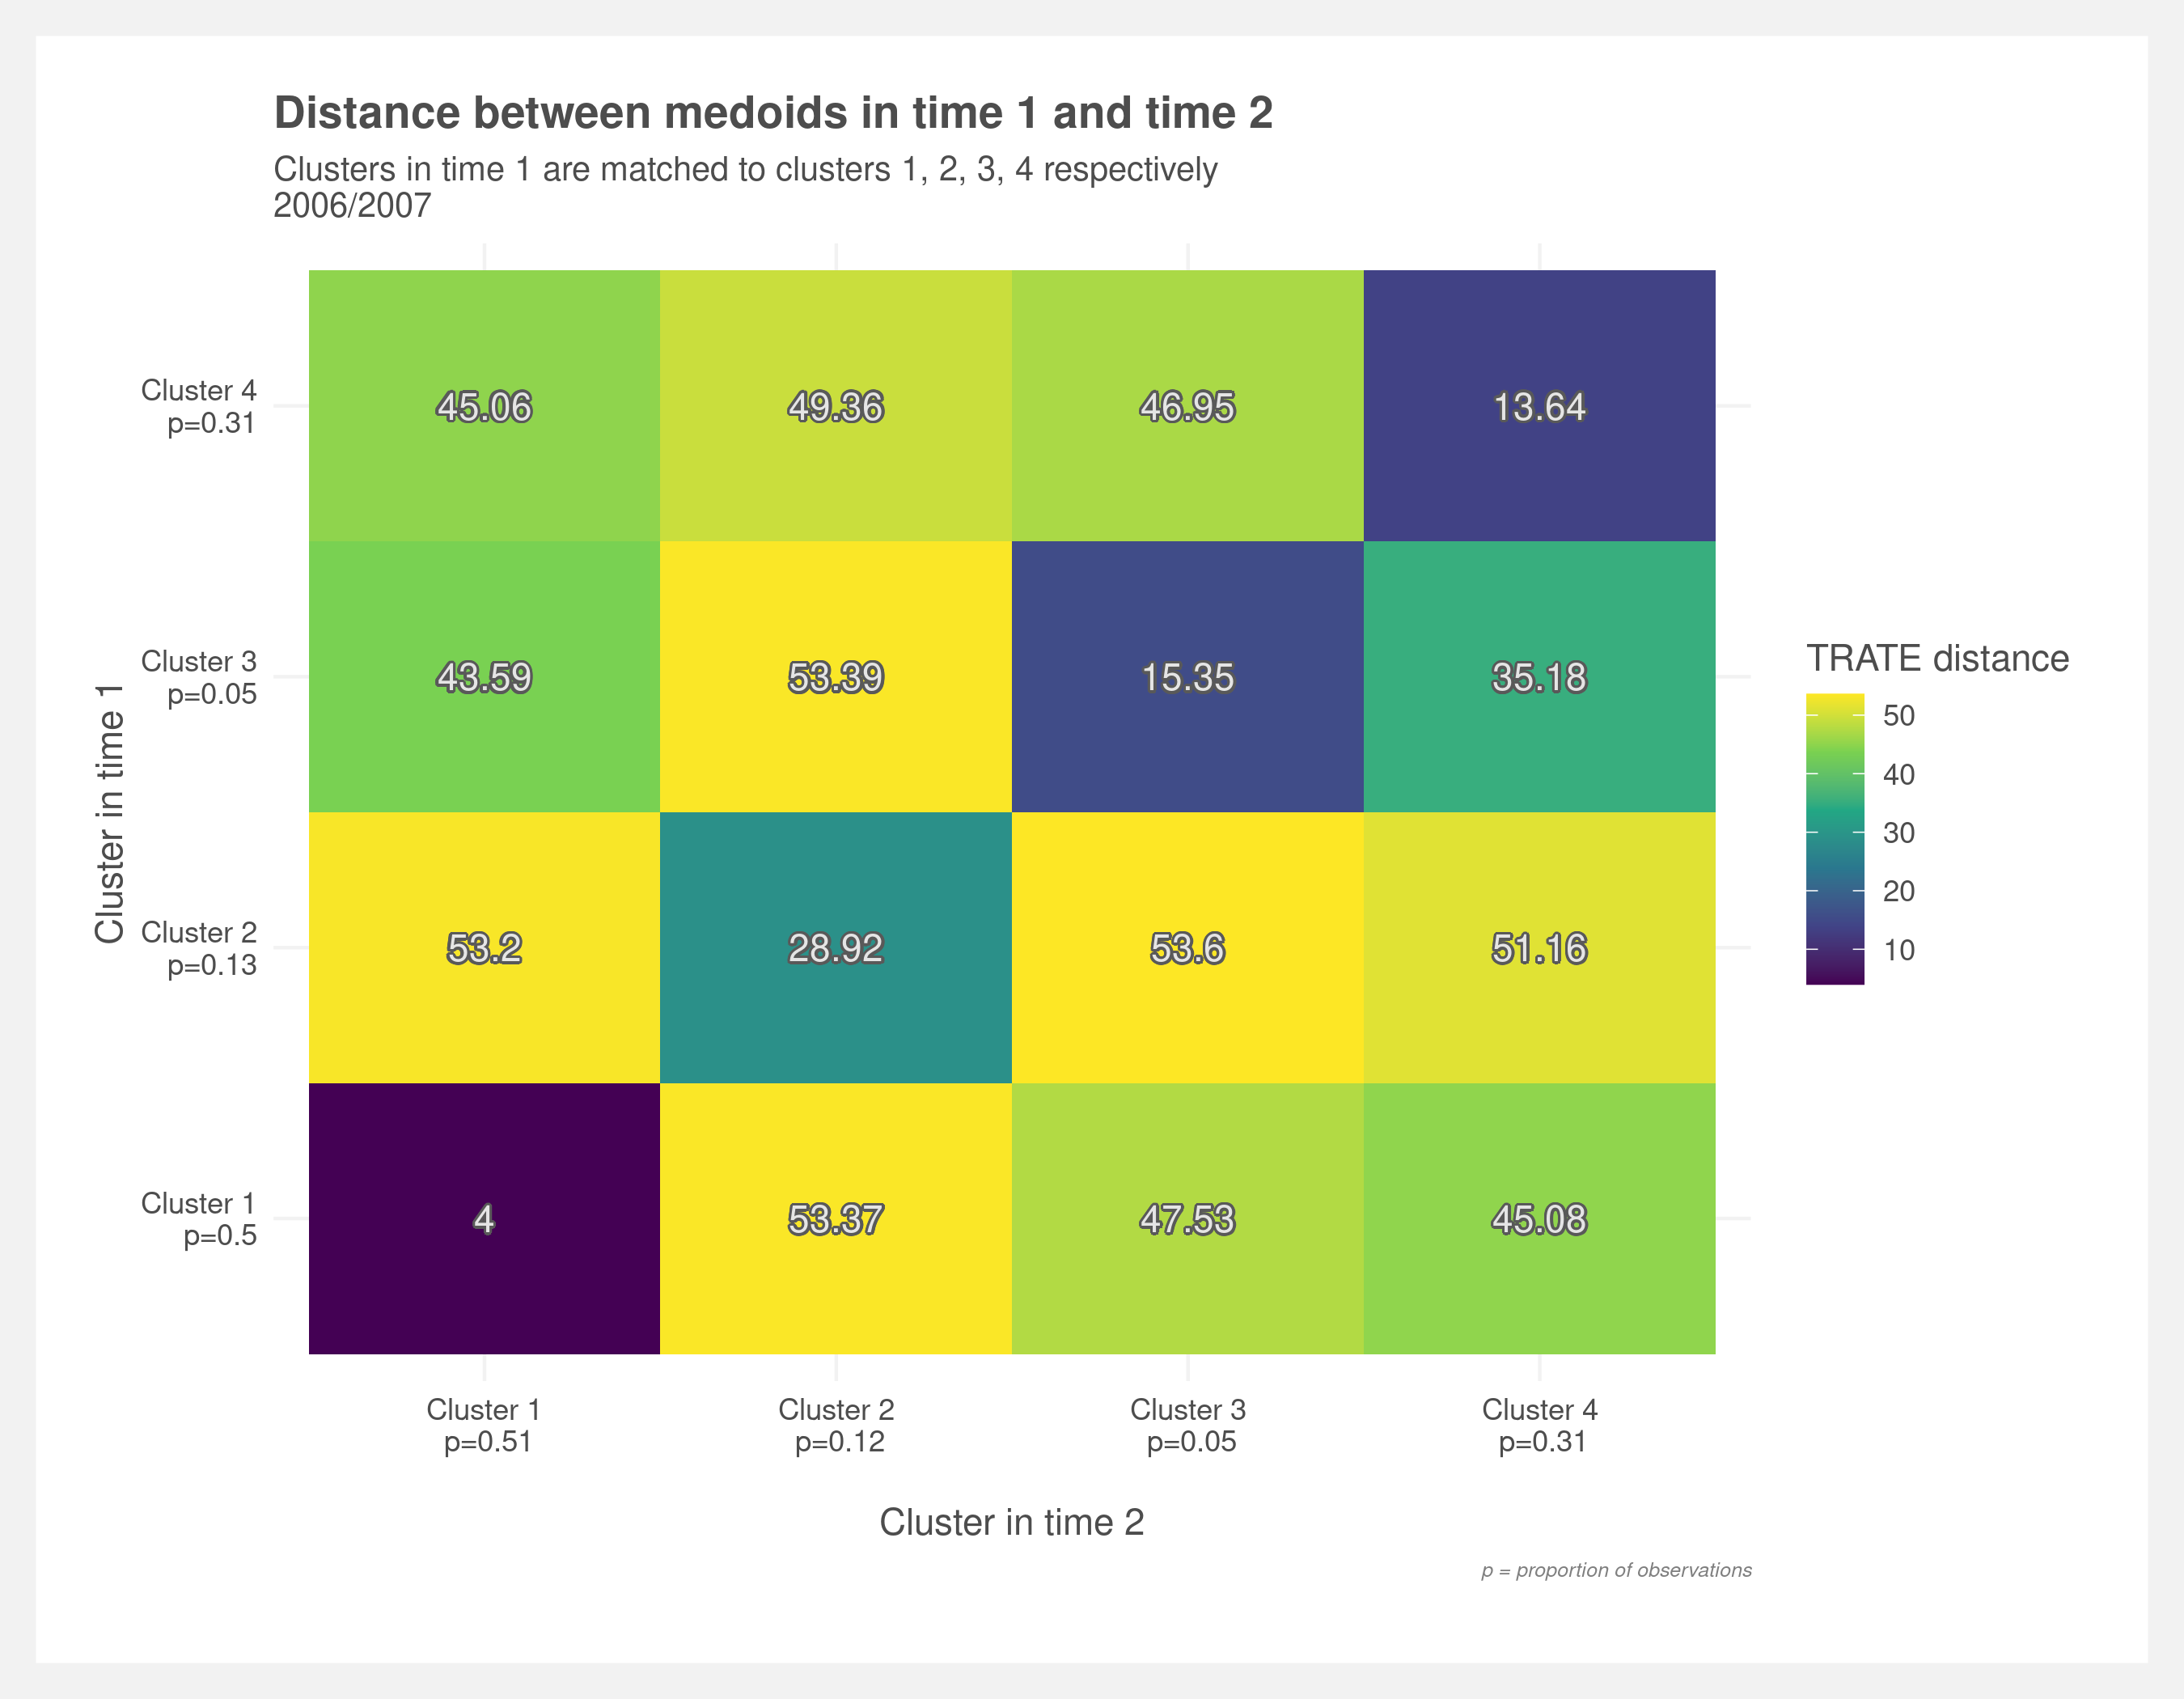 Distance between medoids in time 1 and time 2
Clusters in time 1 are matched to clusters 1, 2, 3, 4 respectively
2006/2007
Cluster in time 1
Cluster 4
p=0.31
45.06 49.36 46.95 13.64
Cluster 3
p=0.05
43.59 53.39 15.35 35.18
Cluster 2
p=0.13
53.2 28.92 53.6 51.16
Cluster 1
p=0.5
4 53.37 47.53 45.08
Cluster 1 Cluster 2 Cluster 3 Cluster 4
p=0.51 p=0.12 p=0.05 p=0.31
Cluster in time 2
p = proportion of observations
TRATE distance
50
40
30
20
10